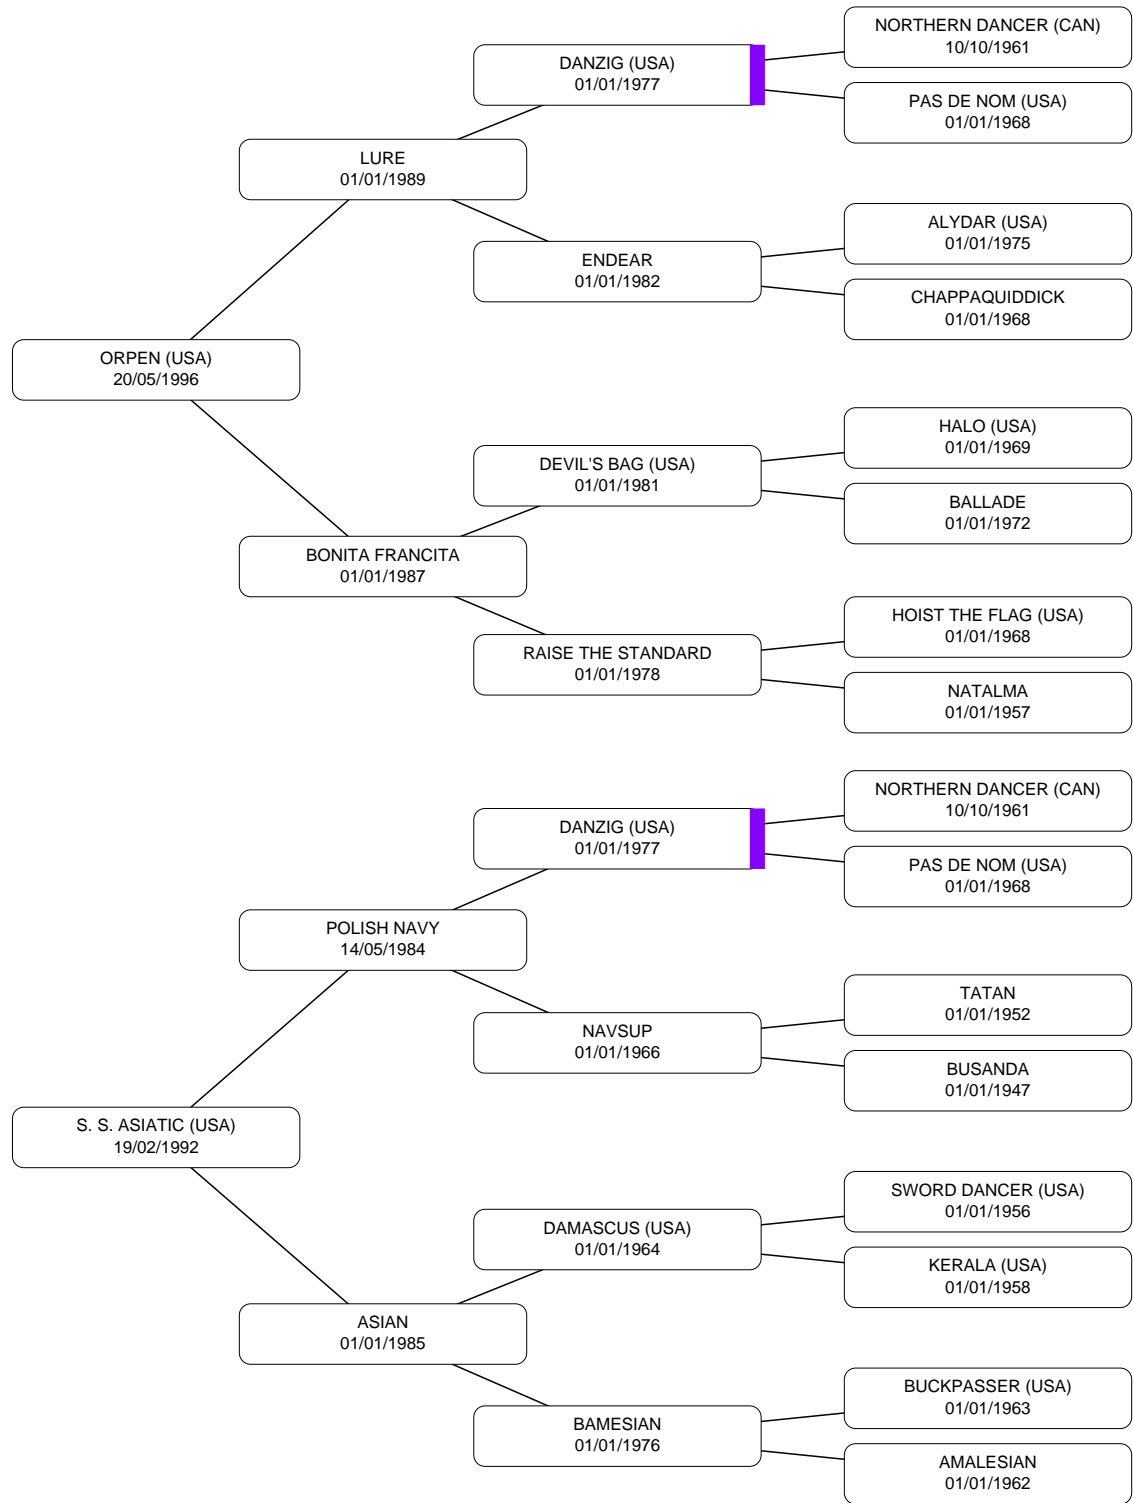 NORTHERN DANCER (CAN)
10/10/1961
DANZIG (USA)
01/01/1977
PAS DE NOM (USA)
01/01/1968
LURE
01/01/1989
ALYDAR (USA)
01/01/1975
ENDEAR
01/01/1982
CHAPPAQUIDDICK
01/01/1968
ORPEN (USA)
20/05/1996
HALO (USA)
01/01/1969
DEVIL'S BAG (USA)
01/01/1981
BALLADE
01/01/1972
BONITA FRANCITA
01/01/1987
HOIST THE FLAG (USA)
01/01/1968
RAISE THE STANDARD
01/01/1978
NATALMA
01/01/1957
NORTHERN DANCER (CAN)
10/10/1961
DANZIG (USA)
01/01/1977
PAS DE NOM (USA)
01/01/1968
POLISH NAVY
14/05/1984
TATAN
01/01/1952
NAVSUP
01/01/1966
BUSANDA
01/01/1947
S. S. ASIATIC (USA)
19/02/1992
SWORD DANCER (USA)
01/01/1956
DAMASCUS (USA)
01/01/1964
KERALA (USA)
01/01/1958
ASIAN
01/01/1985
BUCKPASSER (USA)
01/01/1963
BAMESIAN
01/01/1976
AMALESIAN
01/01/1962